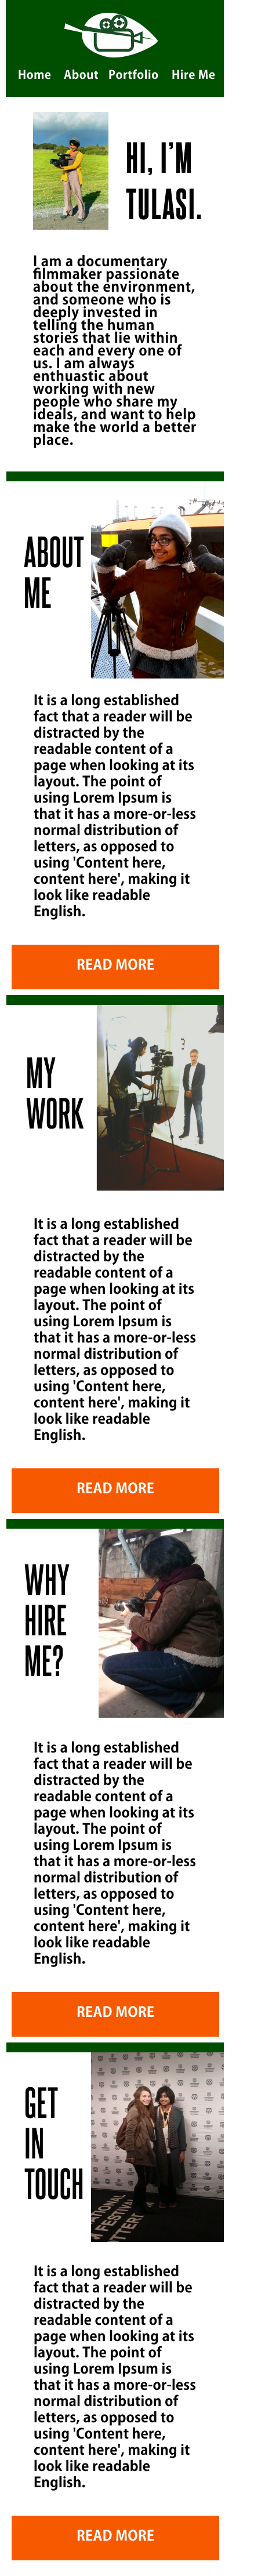 Home About Portfolio Hire Me
HI, I'M
TULASI.
I am a documentary
filmmaker passionate
about the environment,
and someone who is
deeply invested in
telling the human
stories that lie within
each and every one of
us. I am always
enthuastic about
working with new
people who share my
ideals, and want to help
make the world a better
place.
ABOUT
ME
It is a long established
fact that a reader will be
distracted by the
readable content of a
page when looking at its
layout. The point of
using Lorem Ipsum is
that it has a more-or-less
normal distribution of
letters, as opposed to
using 'Content here,
content here', making it
look like readable
English.
READ MORE
MY
WORK
It is a long established
fact that a reader will be
distracted by the
readable content of a
page when looking at its
layout. The point of
using Lorem Ipsum is
that it has a more-or-less
normal distribution of
letters, as opposed to
using 'Content here,
content here', making it
look like readable
English.
READ MORE
WHY
HIRE
ME?
It is a long established
fact that a reader will be
distracted by the
readable content of a
page when looking at its
layout. The point of
using Lorem Ipsum is
that it has a more-or-less
normal distribution of
letters, as opposed to
using 'Content here,
content here', making it
look like readable
English.
READ MORE
GET
IN
TOUCH
It is a long established
fact that a reader will be
distracted by the
readable content of a
page when looking at its
layout. The point of
using Lorem Ipsum is
that it has a more-or-less
normal distribution of
letters, as opposed to
using 'Content here,
content here', making it
look like readable
English.
READ MORE